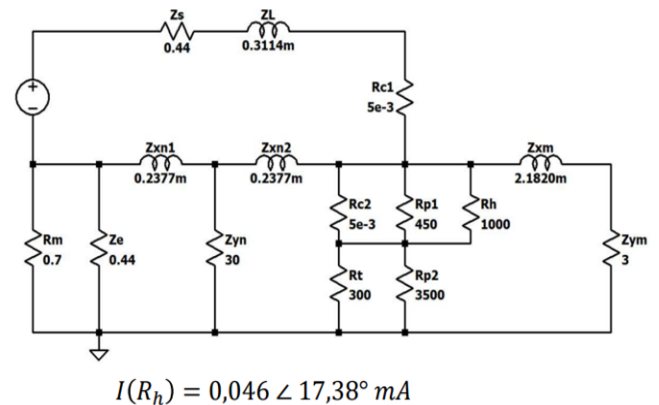 Zs
0.44
ZL
0.3114m
Rc1
5e-3
+
−
Zxn1
0.2377m
Zxn2
0.2377m
Zxm
2.1820m
Rm
0.7
Ze
0.44
Zyn
30
Rc2
5e-3
Rp1
450
Rh
1000
Rt
300
Rp2
3500
Zym
3
I(Rₕ) = 0,046 ∠ 17,38° mA